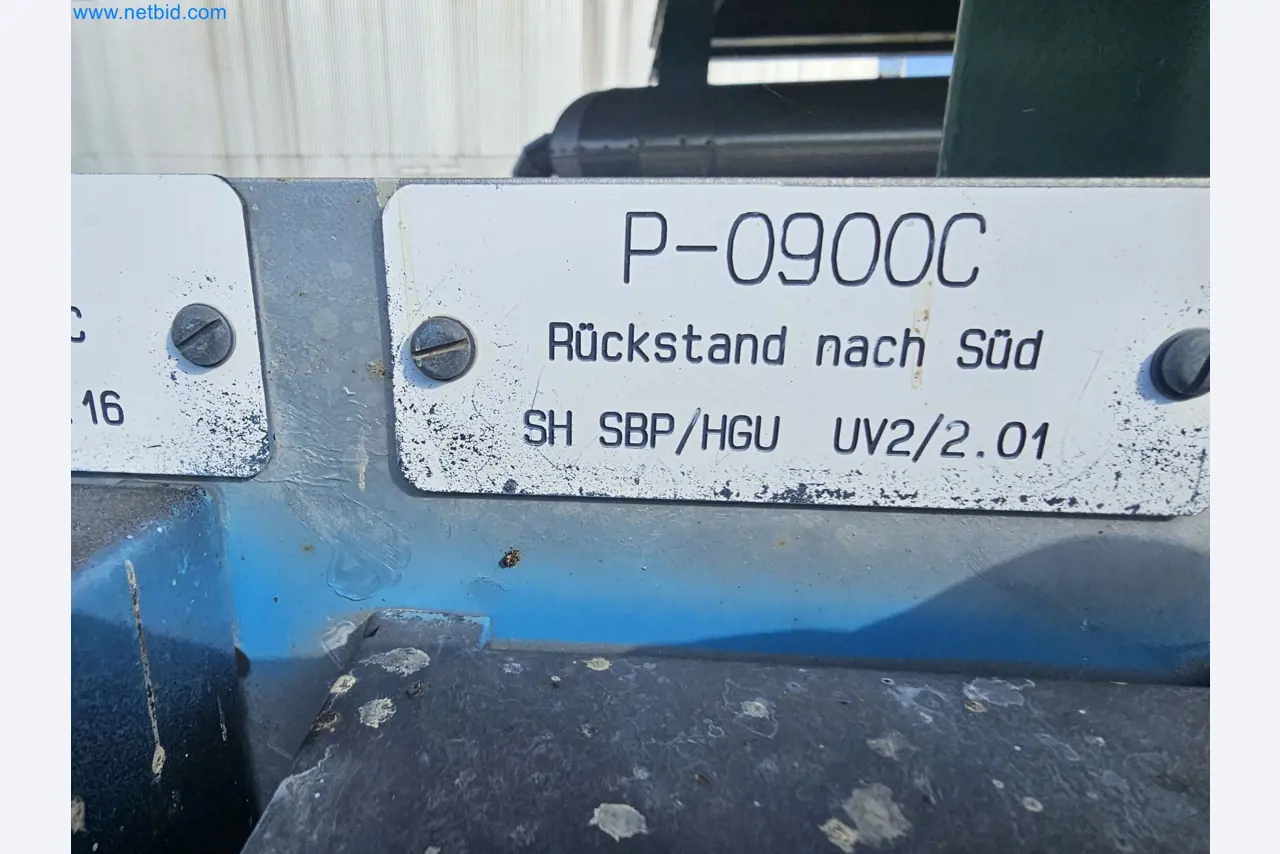 www.netbid.com
C
.16
P-0900C
Rückstand nach Süd
SH SBP/HGU UV2/2.01